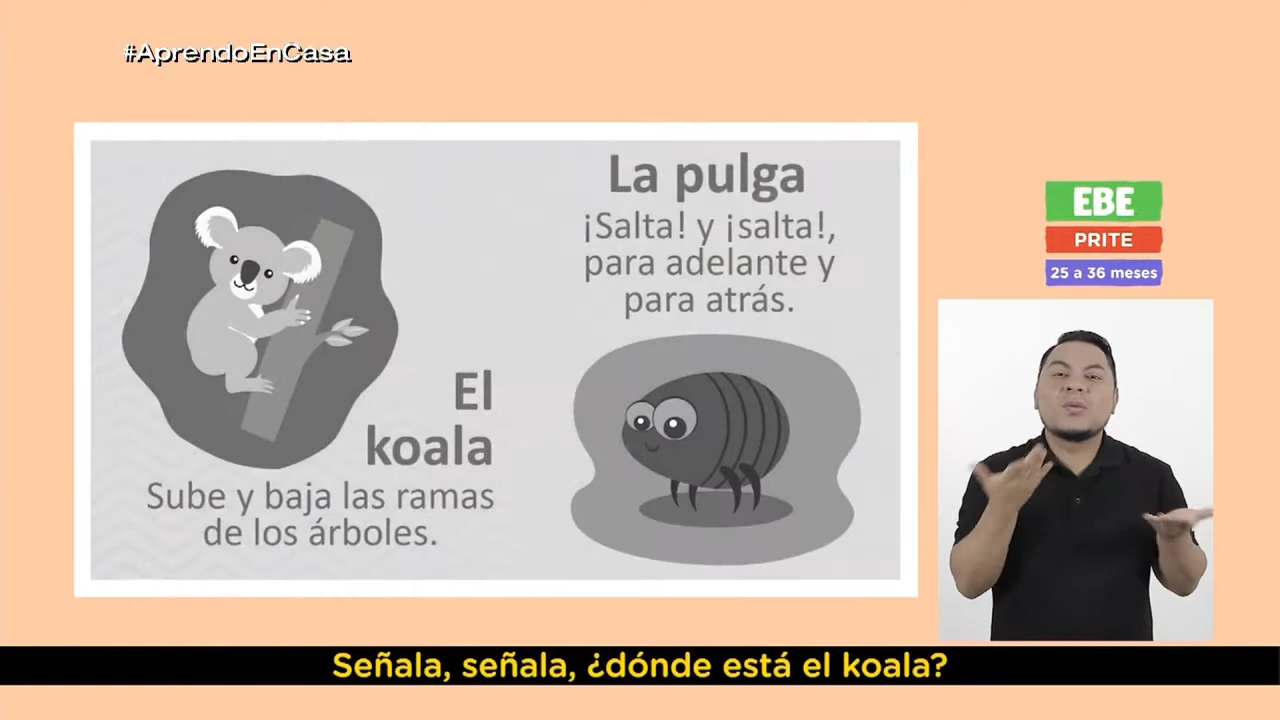 #AprendoEnCasa
La pulga
¡Salta! y ¡salta!,
para adelante y
para atrás.
El
koala
Sube y baja las ramas
de los árboles.
EBE
PRITE
25 a 36 meses
Señala, señala, ¿dónde está el koala?